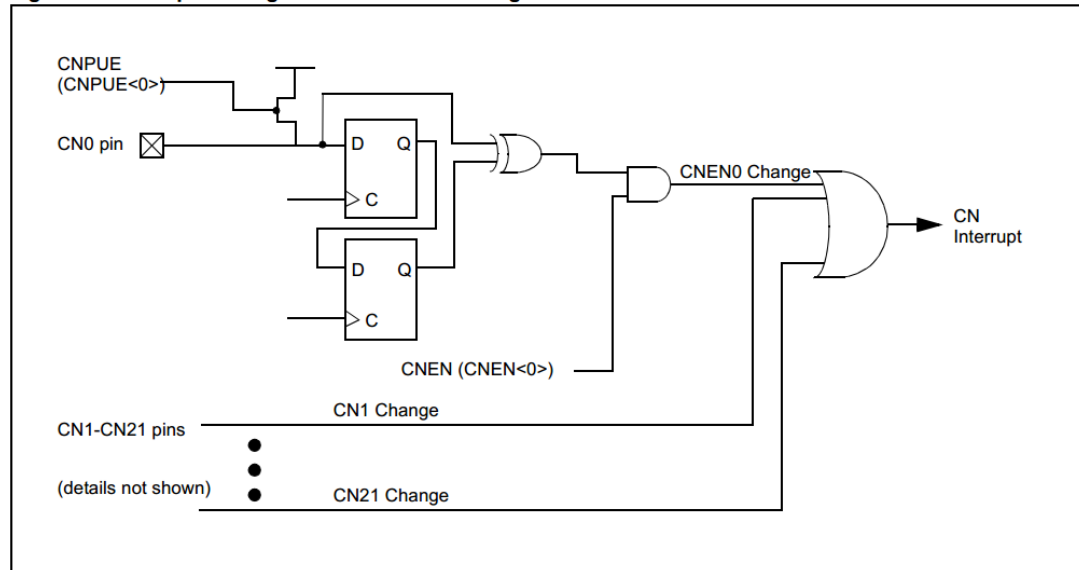 CNPUE
(CNPUE<0>)
CN0 pin
D Q
C
D Q
C
CNEN0 Change
CN
Interrupt
CNEN (CNEN<0>)
CN1 Change
CN1-CN21 pins
(details not shown)
CN21 Change